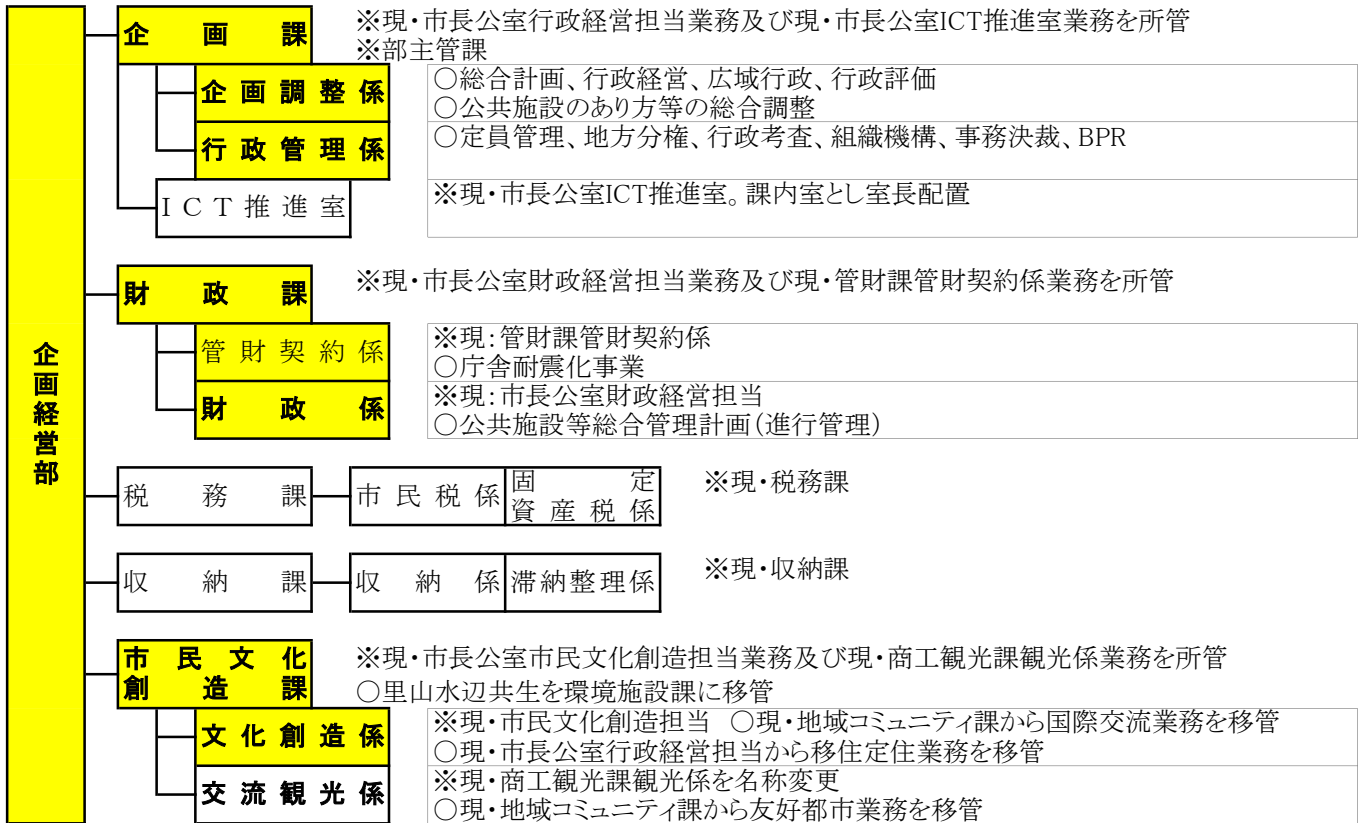 企画経営部
企画課
※現・市長公室行政経営担当業務及び現・市長公室ICT推進室業務を所管
※部主管課
企画調整係
○総合計画、行政経営、広域行政、行政評価
○公共施設のあり方等の総合調整
行政管理係
○定員管理、地方分権、行政考査、組織機構、事務決裁、BPR
ICT推進室
※現・市長公室ICT推進室。課内室とし室長配置
財政課
※現・市長公室財政経営担当業務及び現・管財課管財契約係業務を所管
管財契約係
※現:管財課管財契約係
○庁舎耐震化事業
財政係
※現:市長公室財政経営担当
○公共施設等総合管理計画(進行管理)
税務課
市民税係
固定
資産税係
※現・税務課
収納課
収納係
滞納整理係
※現・収納課
市民文化
創造課
※現・市長公室市民文化創造担当業務及び現・商工観光課観光係業務を所管
○里山水辺共生を環境施設課に移管
文化創造係
※現・市民文化創造担当 ○現・地域コミュニティ課から国際交流業務を移管
○現・市長公室行政経営担当から移住定住業務を移管
交流観光係
※現・商工観光課観光係を名称変更
○現・地域コミュニティ課から友好都市業務を移管